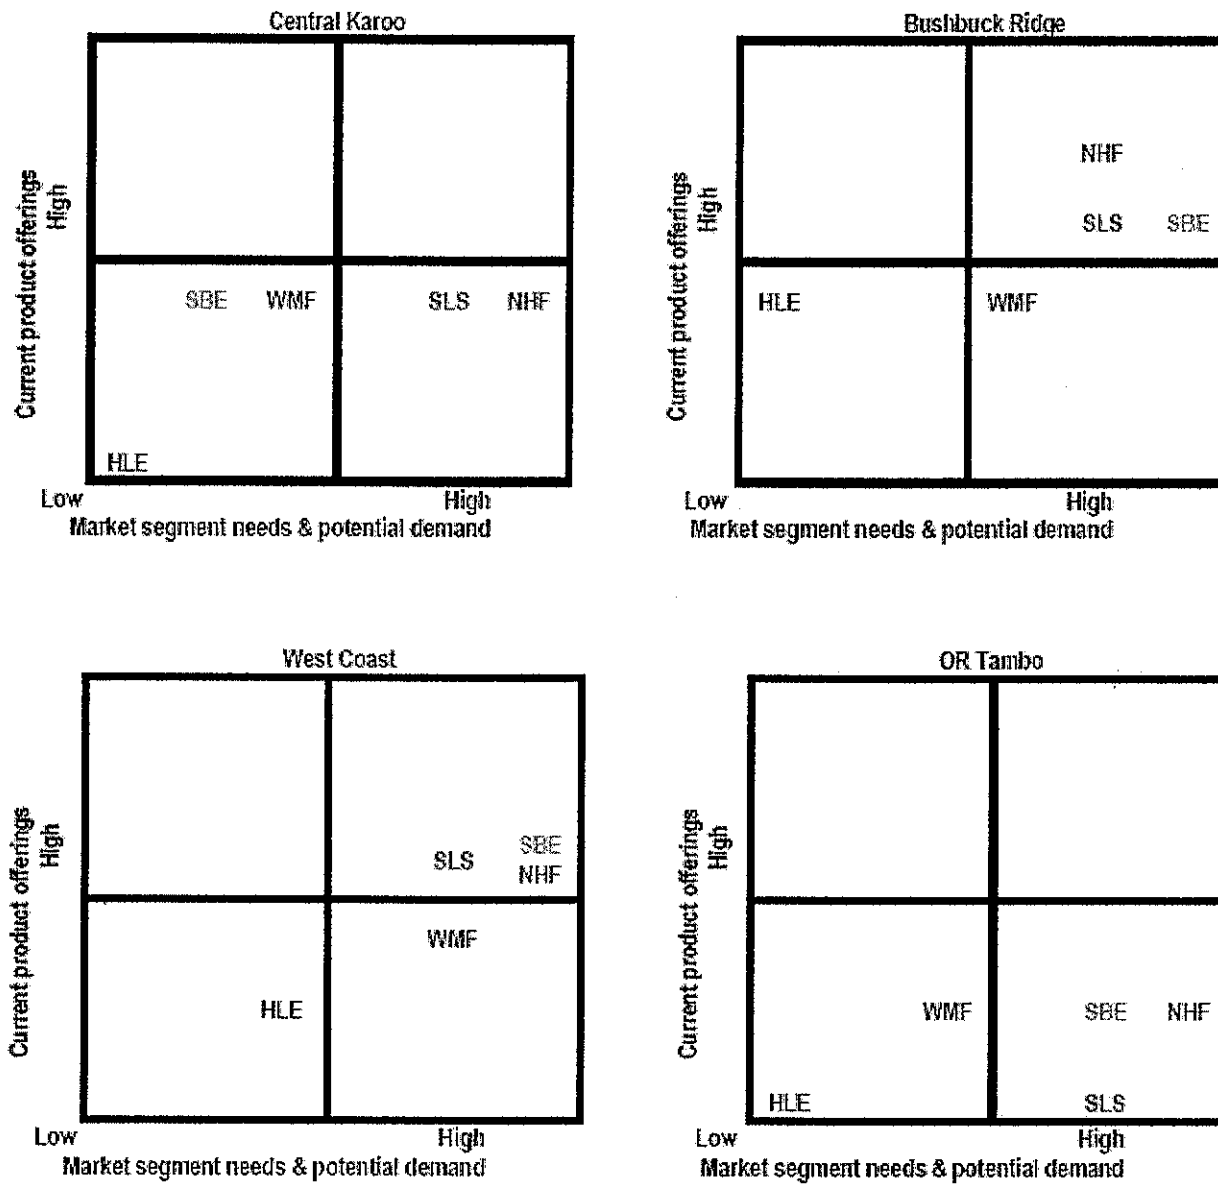 Central Karoo
Current product offerings
High
SBE WMF SLS NHF
HLE
Low High
Market segment needs & potential demand
Bushbuck Ridge
Current product offerings
High
NHF
SLS SBE
HLE WMF
Low High
Market segment needs & potential demand
West Coast
Current product offerings
High
SBE
SLS
NHF
WMF
HLE
Low High
Market segment needs & potential demand
OR Tambo
Current product offerings
High
WMF SBE NHF
HLE SLS
Low High
Market segment needs & potential demand